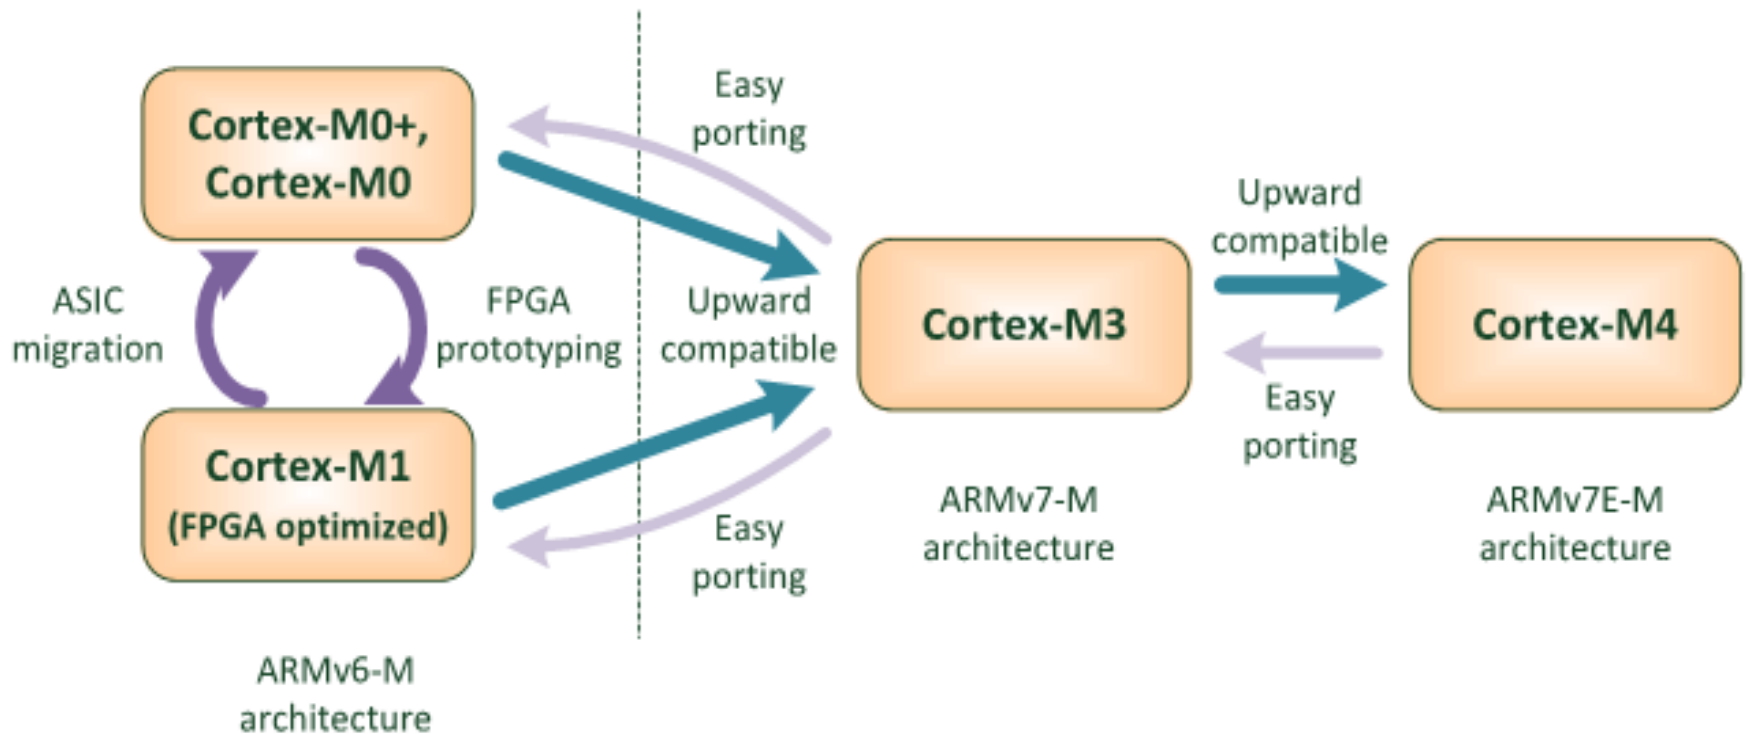 Cortex-M0+,
Cortex-M0
Easy
porting
ASIC
migration
FPGA
prototyping
Upward
compatible
Cortex-M1
(FPGA optimized)
Easy
porting
ARMv6-M
architecture
Cortex-M3
ARMv7-M
architecture
Upward
compatible
Easy
porting
Cortex-M4
ARMv7E-M
architecture